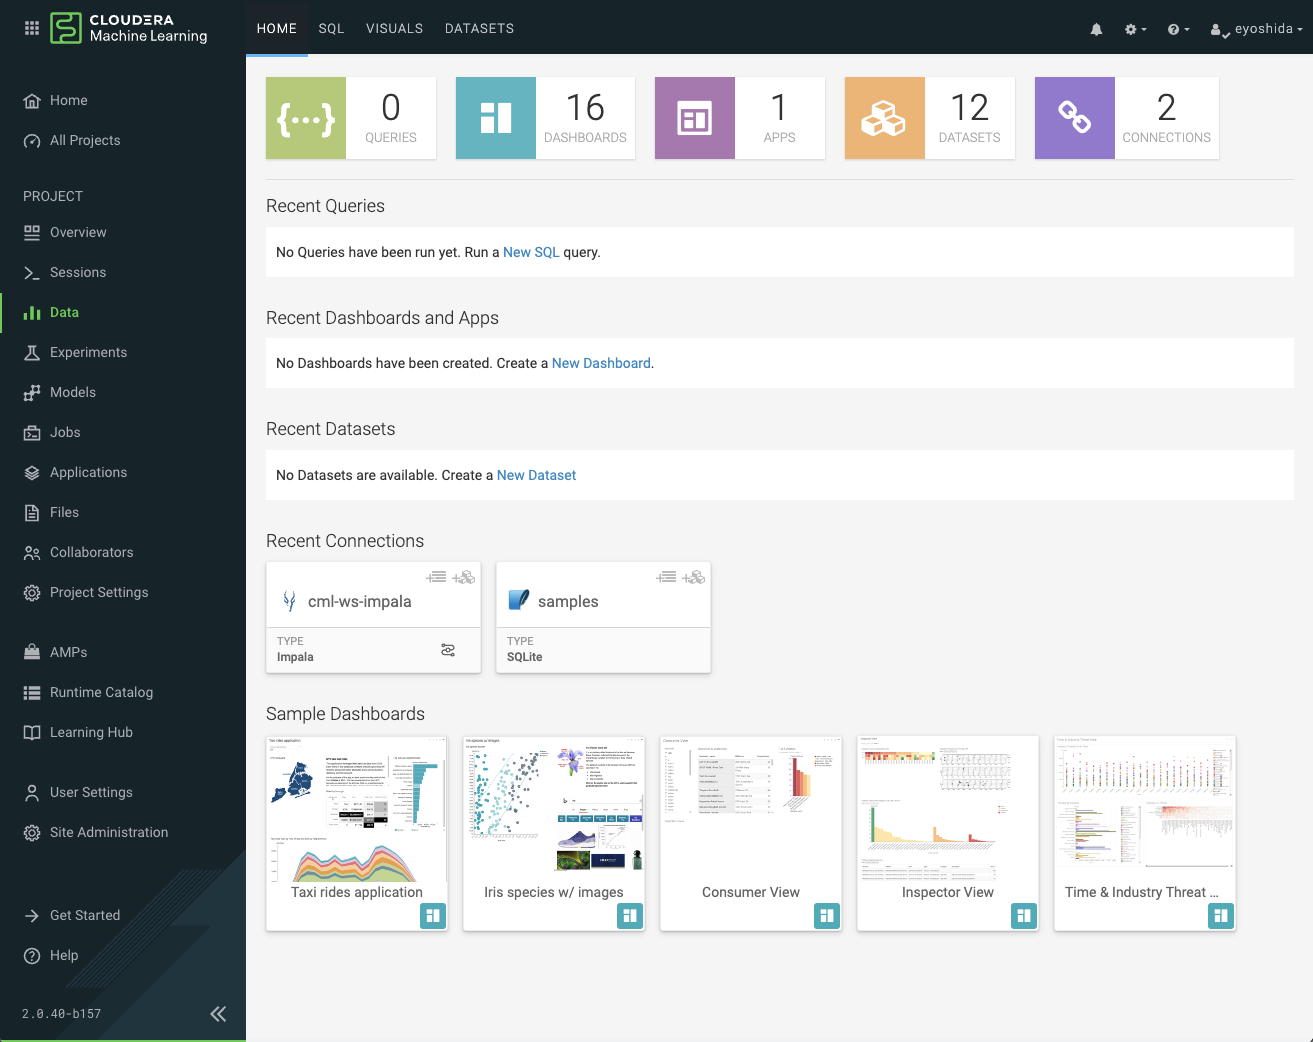 CLOUDERA
Machine Learning
HOME SQL VISUALS DATASETS
eyoshida
Home
All Projects
PROJECT
Overview
Sessions
Data
Experiments
Models
Jobs
Applications
Files
Collaborators
Project Settings
AMPs
Runtime Catalog
Learning Hub
User Settings
Site Administration
Get Started
Help
2.0.40-b157
{...}
0
QUERIES
16
DASHBOARDS
1
APPS
12
DATASETS
2
CONNECTIONS
Recent Queries
No Queries have been run yet. Run a New SQL query.
Recent Dashboards and Apps
No Dashboards have been created. Create a New Dashboard.
Recent Datasets
No Datasets are available. Create a New Dataset
Recent Connections
cml-ws-impala
TYPE
Impala
samples
TYPE
SQLite
Sample Dashboards
Taxi rides application
Iris species w/ images
Consumer View
Inspector View
Time & Industry Threat ...